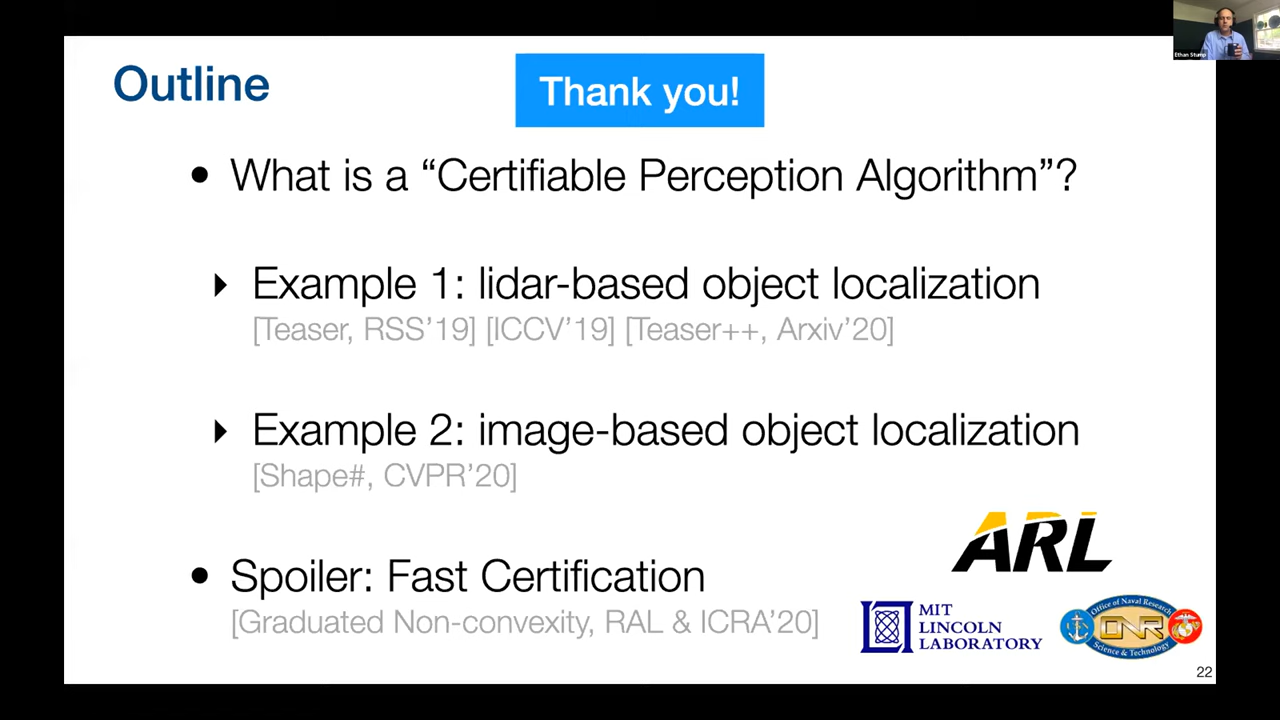 Ethan Stump
Outline
Thank you!
• What is a “Certifiable Perception Algorithm”?
Example 1: lidar-based object localization
[Teaser, RSS’19] [ICCV’19] [Teaser++, Arxiv’20]
Example 2: image-based object localization
[Shape#, CVPR’20]
• Spoiler: Fast Certification
[Graduated Non-convexity, RAL & ICRA’20]
ARL
MIT
LINCOLN
LABORATORY
Office of Naval Research
ONR
Science & Technology
22